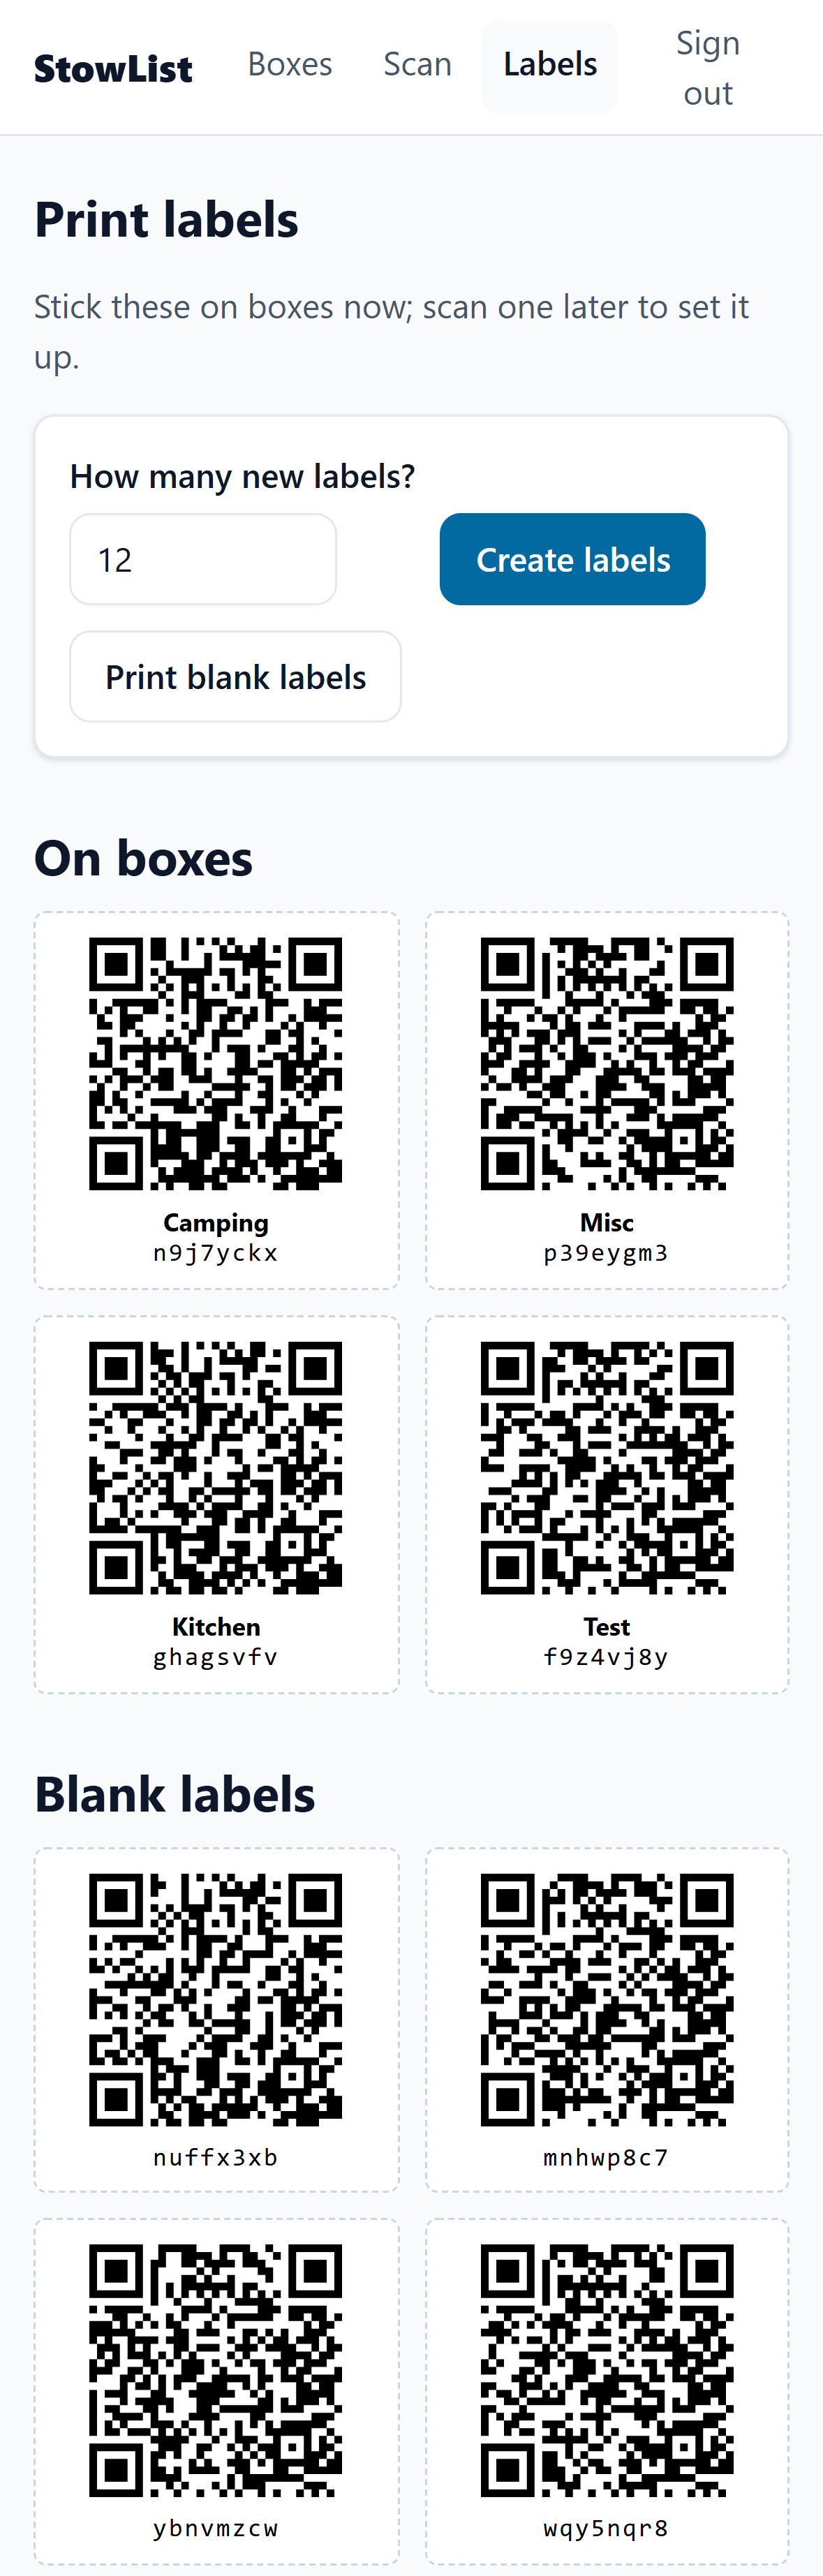 StowList
Boxes
Scan
Labels
Sign
out
Print labels
Stick these on boxes now; scan one later to set it
up.
How many new labels?
12
Create labels
Print blank labels
On boxes
Camping
n9j7yckx
Misc
p39eygm3
Kitchen
ghagsvfv
Test
f9z4vj8y
Blank labels
nuffx3xb
mnhwp8c7
ybnvmzcw
wqy5nqr8